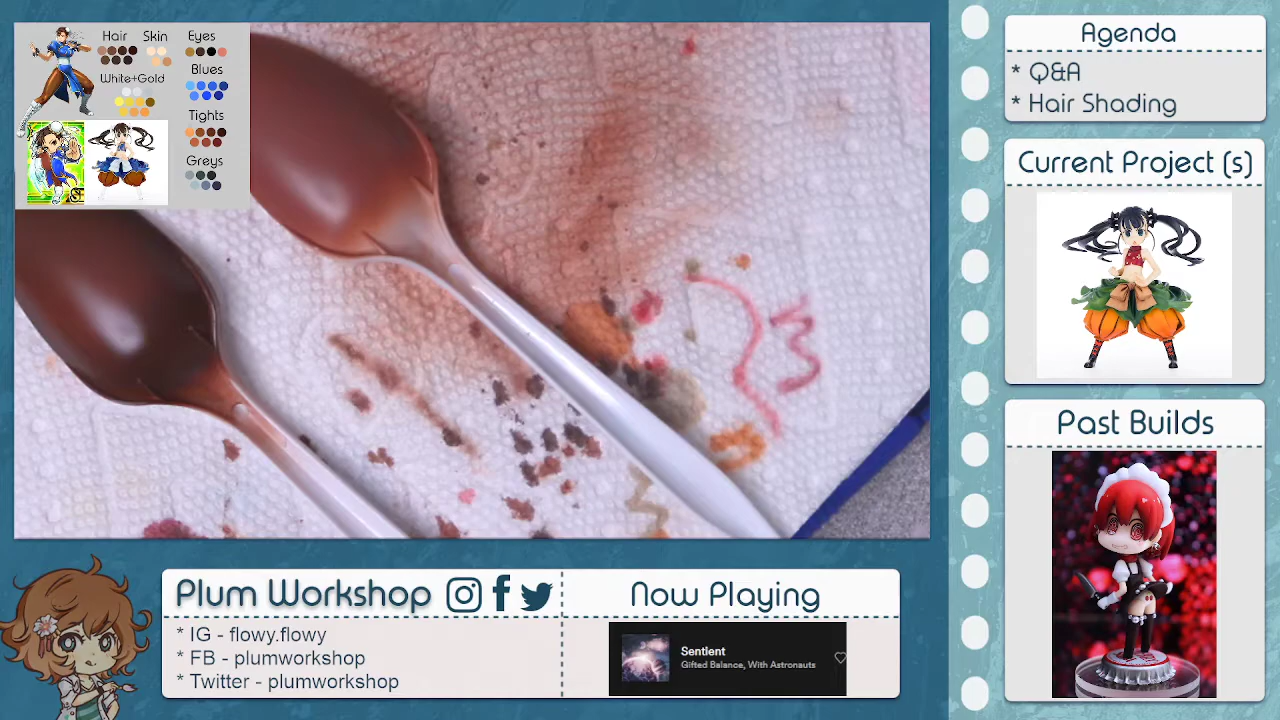 Hair Skin Eyes
White+Gold
Blues
Tights
Greys
Agenda
* Q&A
* Hair Shading
Current Project (s)
Past Builds
Plum Workshop
* IG - flowy.flowy
* FB - plumworkshop
* Twitter - plumworkshop
Now Playing
Sentient
Gifted Balance, With Astronauts